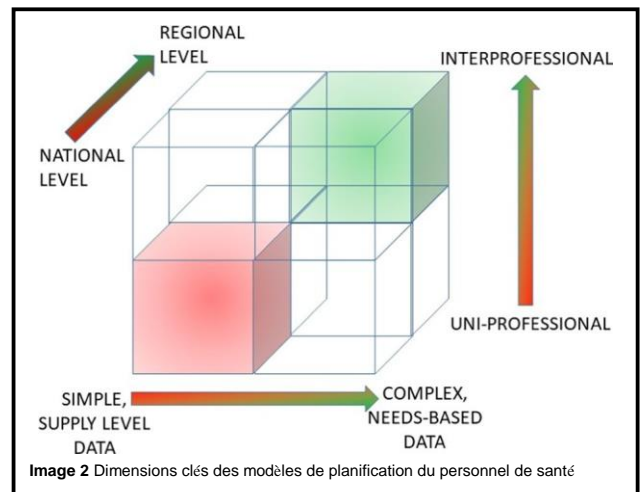 REGIONAL
LEVEL
INTERPROFESSIONAL
NATIONAL
LEVEL
UNI-PROFESSIONAL
SIMPLE,
SUPPLY LEVEL
DATA
COMPLEX,
NEEDS-BASED
DATA
Image 2 Dimensions clés des modèles de planification du personnel de santé